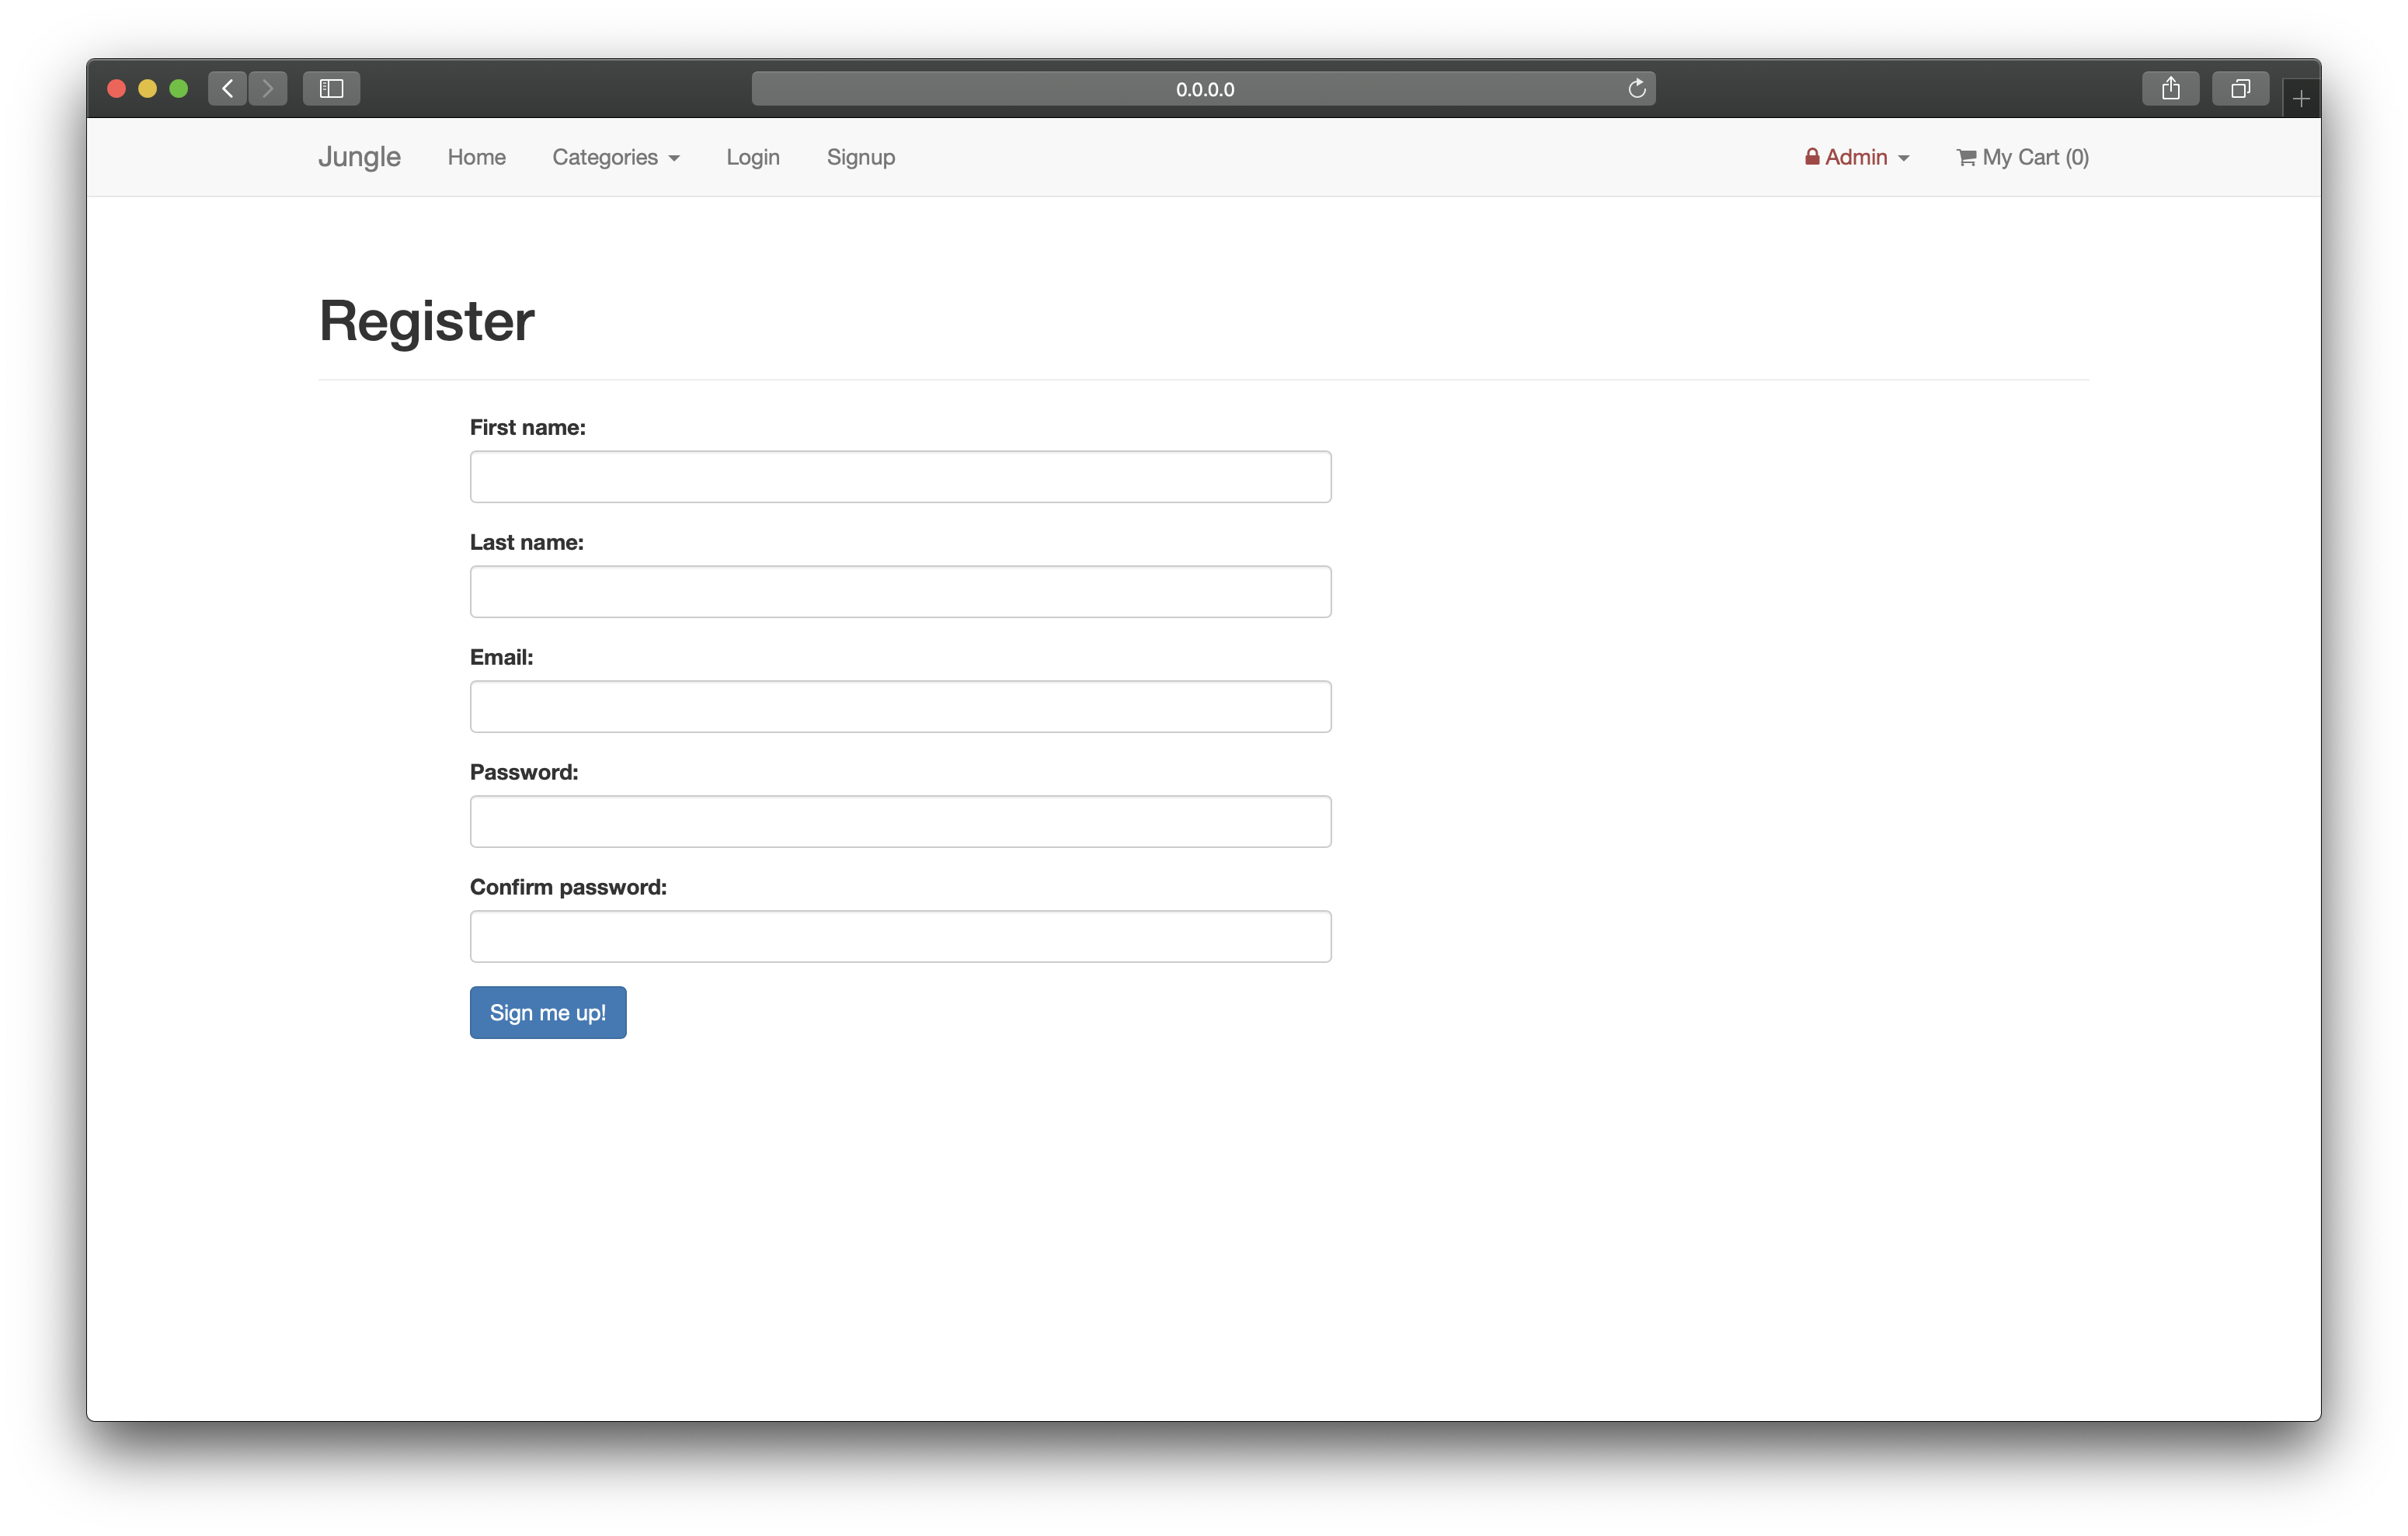 0.0.0.0
Jungle Home Categories Login Signup Admin My Cart (0)
Register
First name:
Last name:
Email:
Password:
Confirm password:
Sign me up!